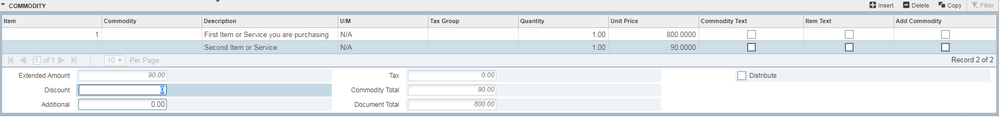 COMMODITY Insert Delete Copy Filter
Item Commodity Description U/M Tax Group Quantity Unit Price Commodity Text Item Text Add Commodity
1 First Item or Service you are purchasing N/A 1.00 800.0000
Second Item or Service N/A 1.00 90.0000
1 of 1 10 Per Page Record 2 of 2
Extended Amount 90.00 Tax 0.00 Distribute
Discount 0 Commodity Total 90.00
Additional 0.00 Document Total 800.00